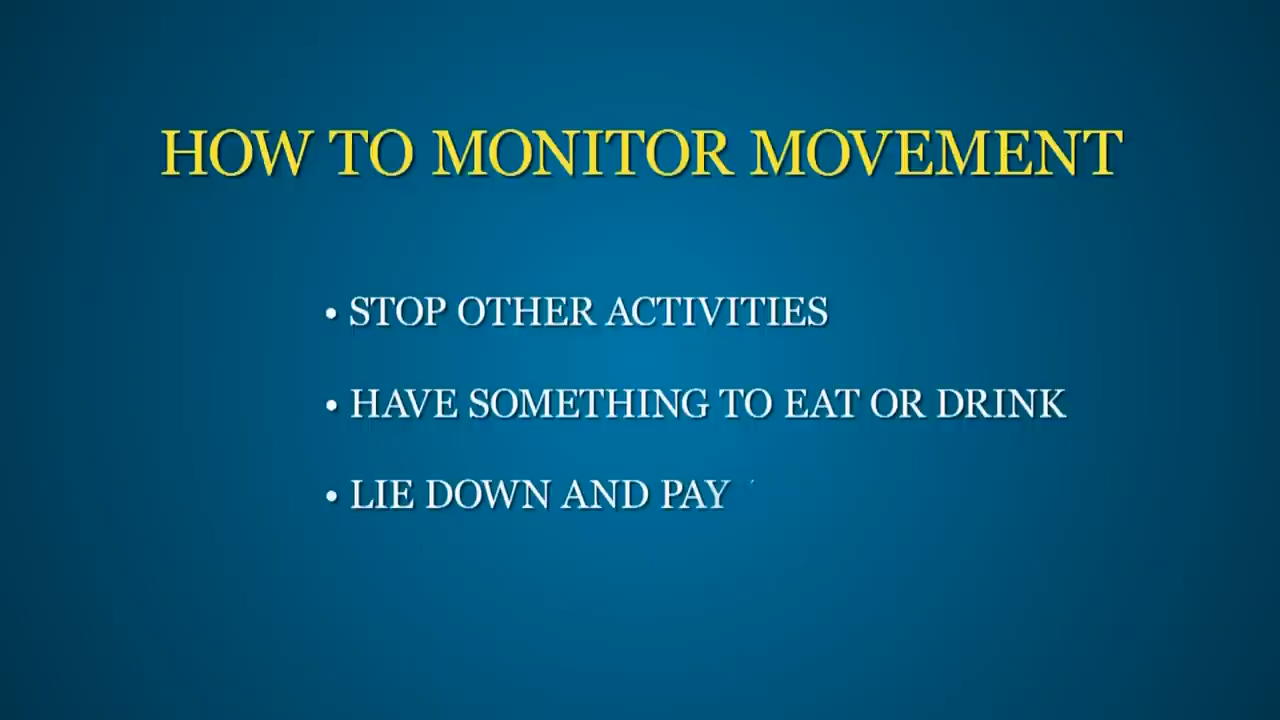 HOW TO MONITOR MOVEMENT
• STOP OTHER ACTIVITIES
• HAVE SOMETHING TO EAT OR DRINK
• LIE DOWN AND PAY